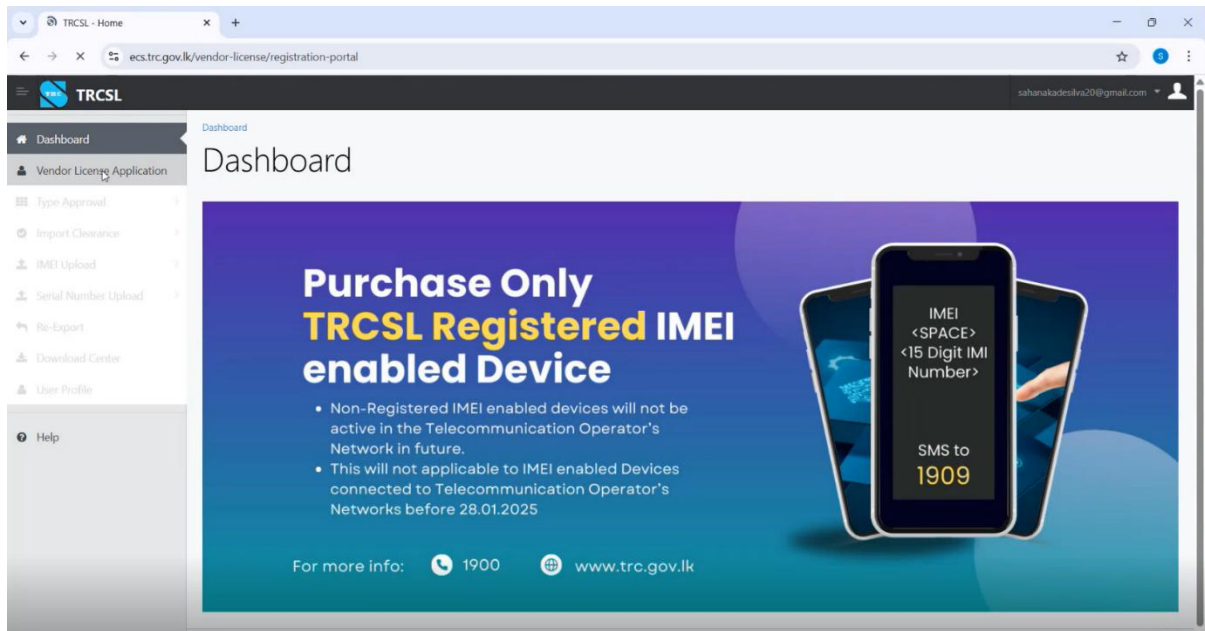 TRCSL - Home
ecs.trc.gov.lk/vendor-license/registration-portal
S
TRC
TRCSL
sahanakadesilva20@gmail.com
Dashboard
Vendor License Application
Type Approval
Import Clearance
IMEI Upload
Serial Number Upload
Re-Export
Download Center
User Profile
Help
Dashboard
Dashboard
Purchase Only
TRCSL Registered IMEI
enabled Device
• Non-Registered IMEI enabled devices will not be
active in the Telecommunication Operator's
Network in future.
• This will not applicable to IMEI enabled Devices
connected to Telecommunication Operator's
Networks before 28.01.2025
For more info: 1900 www.trc.gov.lk
IMEI
<SPACE>
<15 Digit IMI
Number>
SMS to
1909